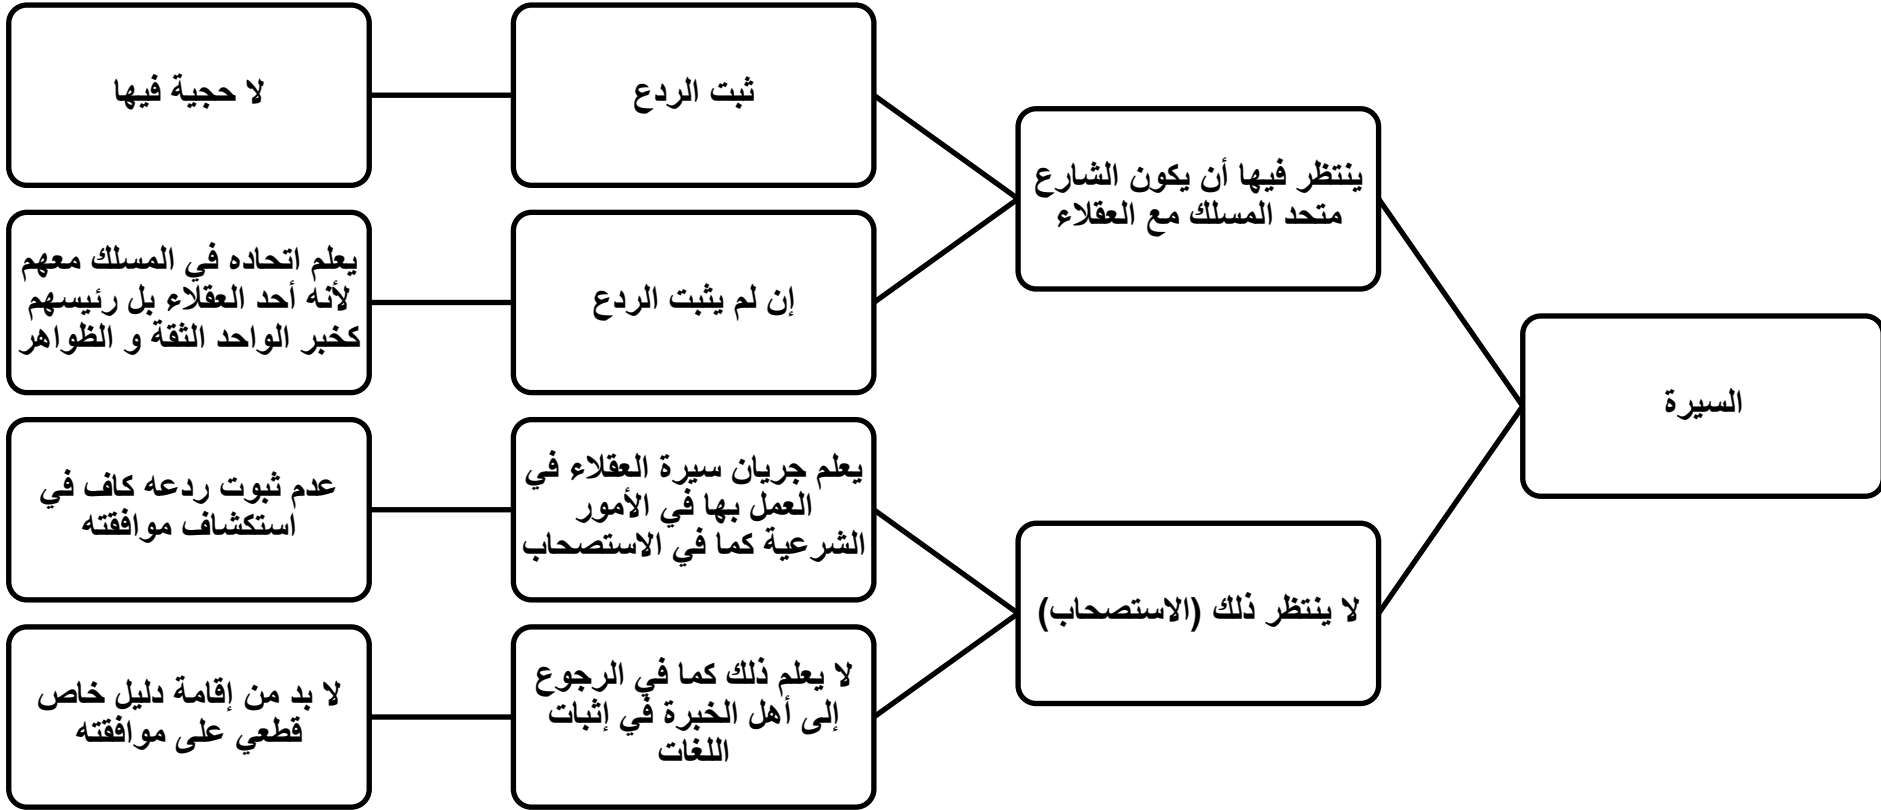 السيرة
ينتظر فيها أن يكون الشارع
متحد المسلك مع العقلاء
ثبت الردع
لا حجية فيها
إن لم يثبت الردع
يعلم اتحاده في المسلك معهم
لأنه أحد العقلاء بل رئيسهم
كخبر الواحد الثقة و الظواهر
لا ينتظر ذلك (الاستصحاب)
يعلم جريان سيرة العقلاء في
العمل بها في الأمور
الشرعية كما في الاستصحاب
عدم ثبوت ردعه كاف في
استكشاف موافقته
لا يعلم ذلك كما في الرجوع
إلى أهل الخبرة في إثبات
اللغات
لا بد من إقامة دليل خاص
قطعي على موافقته